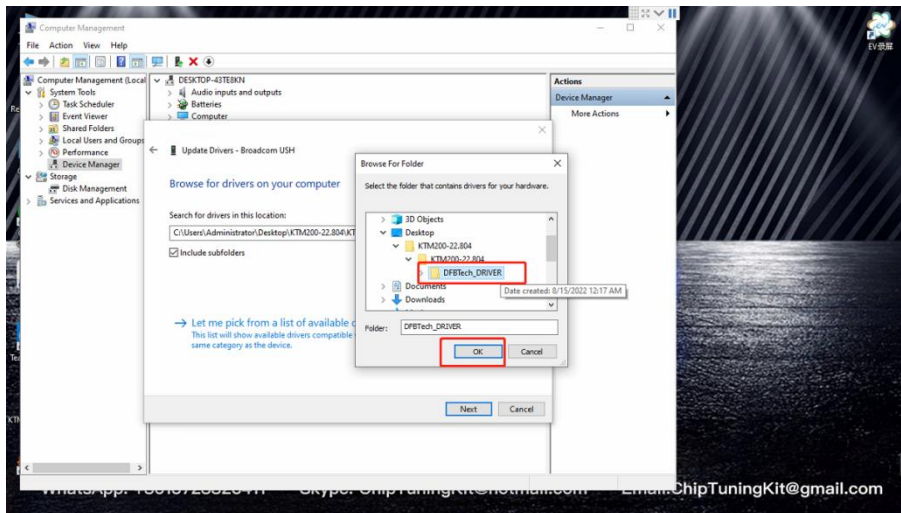 Computer Management
EV录屏
File Action View Help
Computer Management (Local
System Tools
Task Scheduler
Event Viewer
Shared Folders
Local Users and Groups
Performance
Device Manager
Storage
Disk Management
Services and Applications
DESKTOP-43TE8KN
Audio inputs and outputs
Batteries
Computer
Actions
Device Manager
More Actions
Update Drivers - Broadcom USH
Browse for drivers on your computer
Search for drivers in this location:
C:\Users\Administrator\Desktop\KTM200-22.804\KT
Include subfolders
Let me pick from a list of available
This list will show available drivers compatible
same category as the device.
Next Cancel
Browse For Folder
Select the folder that contains drivers for your hardware.
3D Objects
Desktop
KTM200-22.804
KTM200-22.804
DFBTech_DRIVER
Documents
Date created: 8/15/2022 12:17 AM
Downloads
Folder: DFBTech_DRIVER
OK Cancel
Email:ChipTuningKit@gmail.com